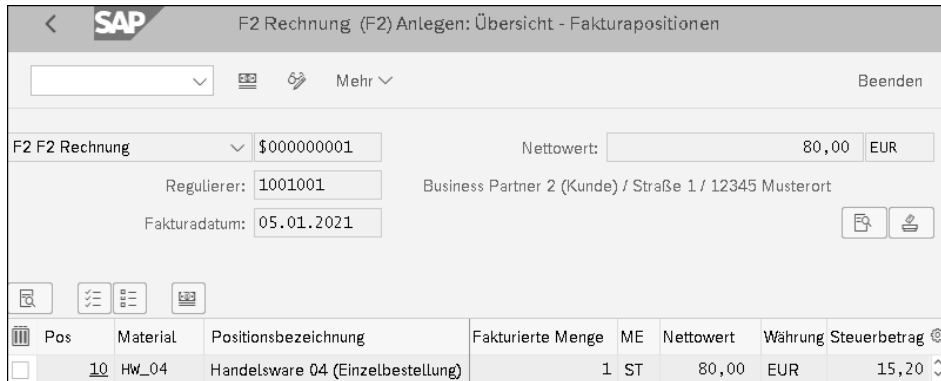 SAP F2 Rechnung (F2) Anlegen: Übersicht - Fakturapositionen
Mehr Beenden
F2 F2 Rechnung $000000001 Nettowert: 80,00 EUR
Regulierer: 1001001 Business Partner 2 (Kunde) / Straße 1 / 12345 Musterort
Fakturadatum: 05.01.2021
Pos Material Positionsbezeichnung Fakturierte Menge ME Nettowert Währung Steuerbetrag
10 HW_04 Handelsware 04 (Einzelbestellung) 1 ST 80,00 EUR 15,20